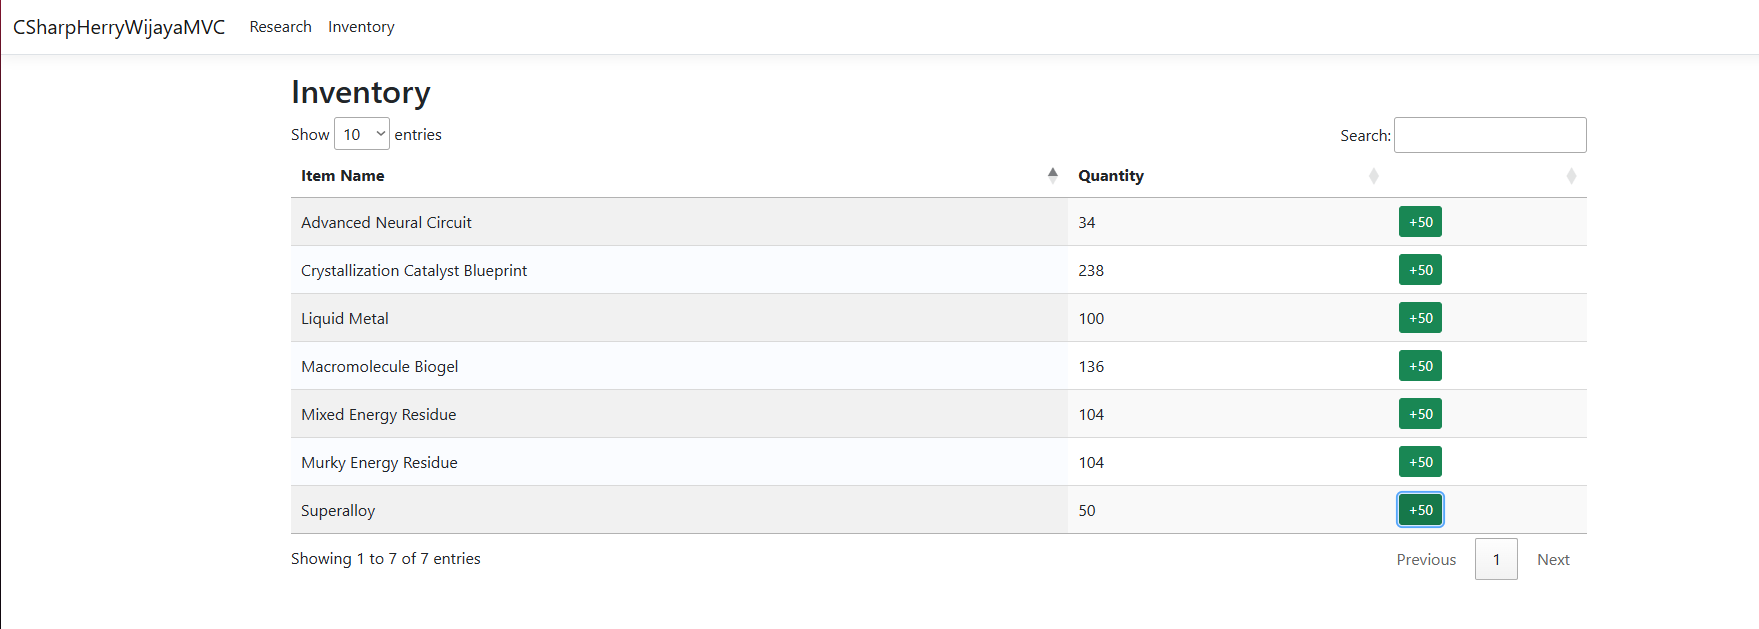 CSharpHerryWijayaMVC Research Inventory
Inventory
Show 10 entries Search:
Item Name Quantity
Advanced Neural Circuit 34 +50
Crystallization Catalyst Blueprint 238 +50
Liquid Metal 100 +50
Macromolecule Biogel 136 +50
Mixed Energy Residue 104 +50
Murky Energy Residue 104 +50
Superalloy 50 +50
Showing 1 to 7 of 7 entries Previous 1 Next